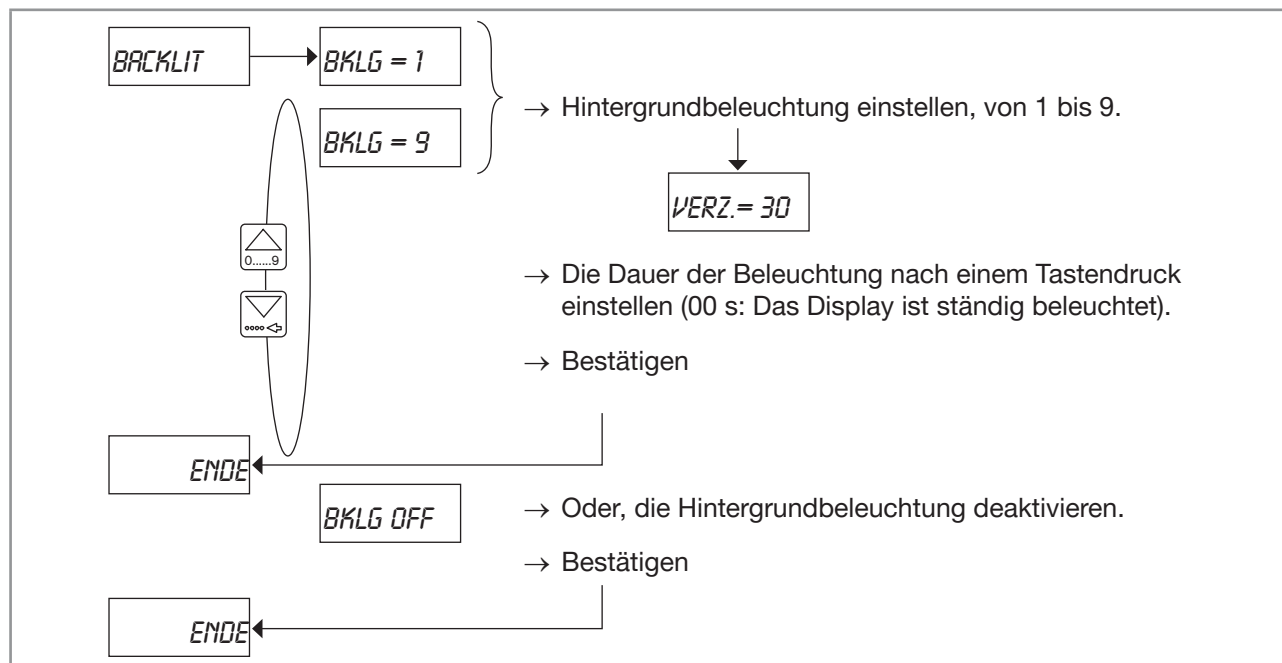 BACKLIT
BKLG = 1
BKLG = 9
→ Hintergrundbeleuchtung einstellen, von 1 bis 9.
VERZ.= 30
0......9
→ Die Dauer der Beleuchtung nach einem Tastendruck
einstellen (00 s: Das Display ist ständig beleuchtet).
→ Bestätigen
ENDE
BKLG OFF
→ Oder, die Hintergrundbeleuchtung deaktivieren.
→ Bestätigen
ENDE